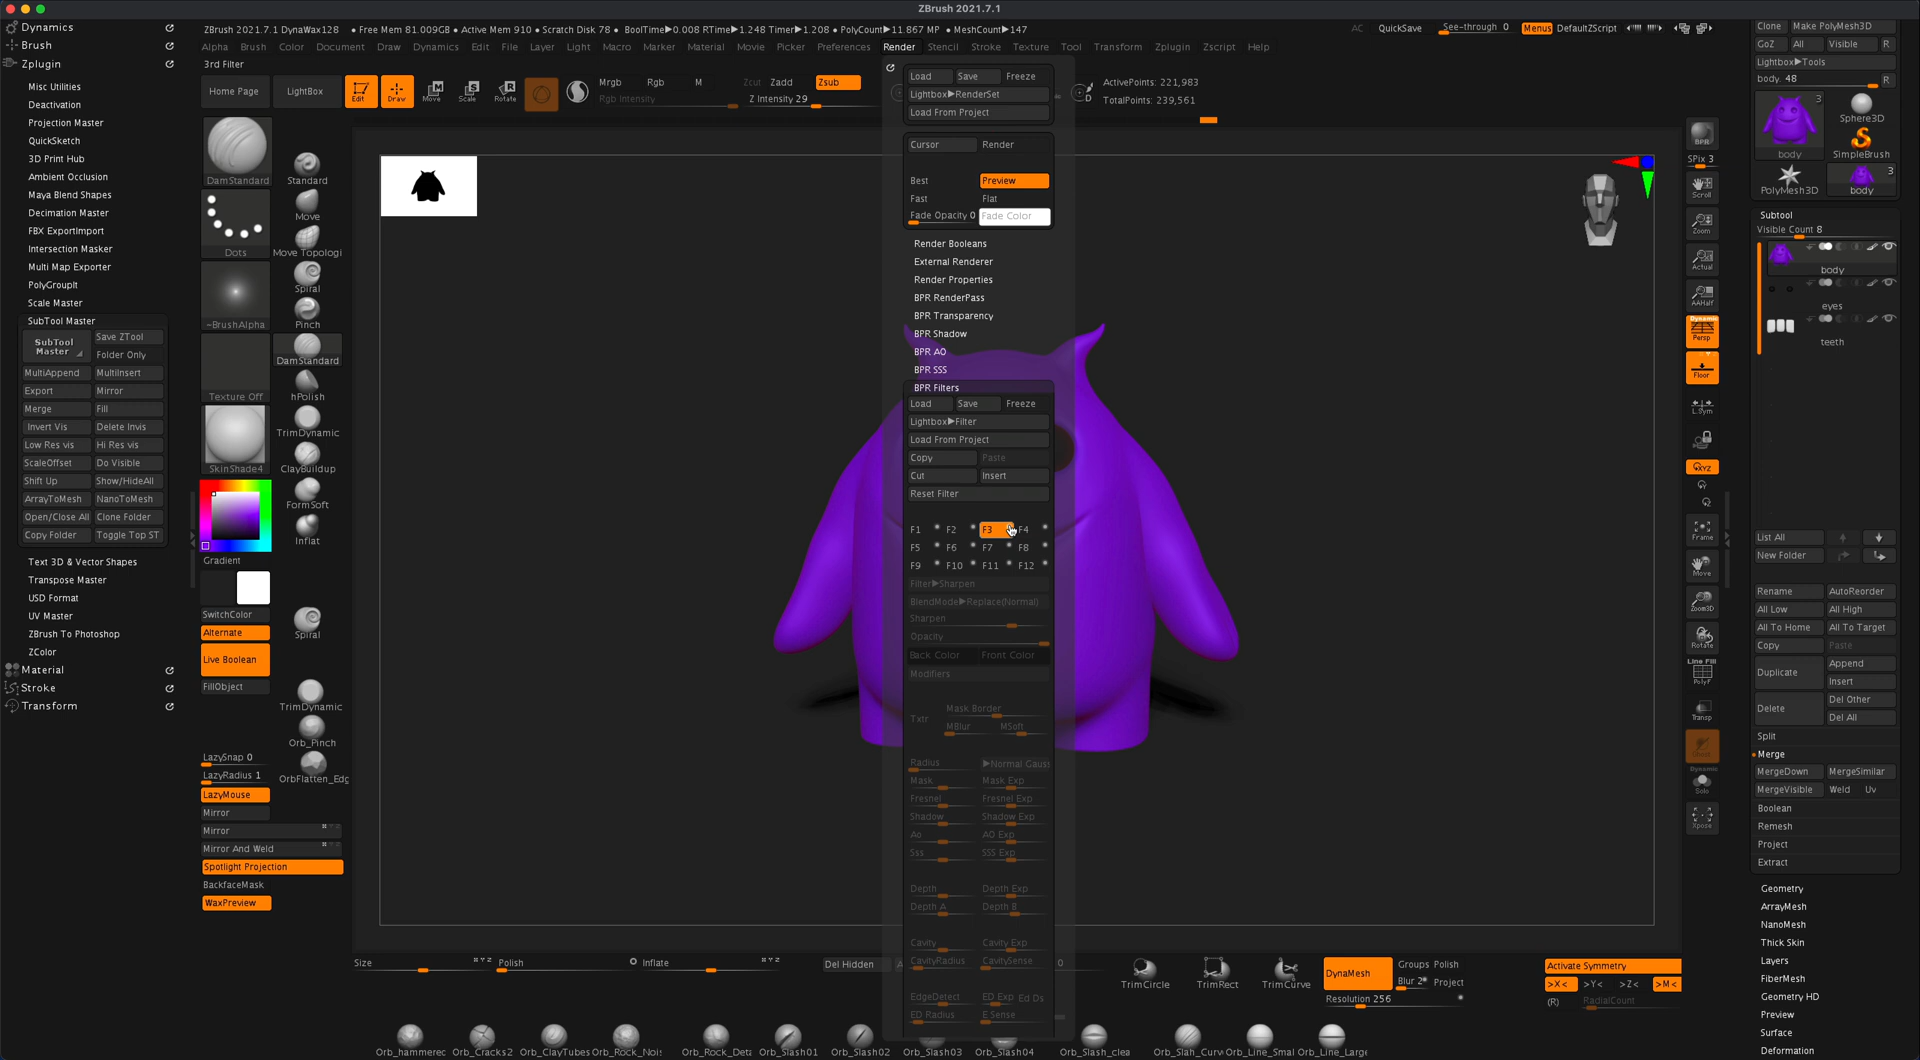 ZBrush 2021.7.1
ZBrush 2021.7.1 DynaWax128 • Free Mem 81.009GB • Active Mem 910 • Scratch Disk 78 • BoolTime▶0.008 RTime▶1.248 Timer▶1.208 • PolyCount▶11.867 MP • MeshCount▶147
AC QuickSave See-through 0 Menus DefaultZScript
Alpha Brush Color Document Draw Dynamics Edit File Layer Light Macro Marker Material Movie Picker Preferences Render Stencil Stroke Texture Tool Transform Zplugin Zscript Help
3rd Filter
Home Page LightBox Edit Draw Move Scale Rotate
Mrgb Rgb M Zcut Zadd Zsub
Rgb Intensity Z Intensity 29
ActivePoints: 221,983
TotalPoints: 239,561
Dynamics
Brush
Zplugin
Misc Utilities
Deactivation
Projection Master
QuickSketch
3D Print Hub
Ambient Occlusion
Maya Blend Shapes
Decimation Master
FBX ExportImport
Intersection Masker
Multi Map Exporter
PolyGroupIt
Scale Master
SubTool Master
SubTool Master
Save ZTool
Folder Only
MultiAppend MultiInsert
Export Mirror
Merge Fill
Invert Vis Delete Invis
Low Res vis Hi Res vis
ScaleOffset Do Visible
Shift Up Show/HideAll
ArrayToMesh NanoToMesh
Open/Close All Clone Folder
Copy Folder Toggle Top ST
Text 3D & Vector Shapes
Transpose Master
USD Format
UV Master
ZBrush To Photoshop
ZColor
Material
Stroke
Transform
DamStandard
Dots
~BrushAlpha
Texture Off
SkinShade4
Gradient
SwitchColor
Alternate
Live Boolean
FillObject
LazySnap 0
LazyRadius 1
LazyMouse
Mirror
Mirror
Mirror And Weld
Spotlight Projection
BackfaceMask
WaxPreview
Standard
Move
Move Topologi
Spiral
Pinch
DamStandard
hPolish
TrimDynamic
ClayBuildup
FormSoft
Inflat
Spiral
TrimDynamic
Orb_Pinch
OrbFlatten_Edg
Load Save Freeze
Lightbox▶RenderSet
Load From Project
Cursor Render
Best Preview
Fast Flat
Fade Opacity 0 Fade Color
Render Booleans
External Renderer
Render Properties
BPR RenderPass
BPR Transparency
BPR Shadow
BPR AO
BPR SSS
BPR Filters
Load Save Freeze
Lightbox▶Filter
Load From Project
Copy Paste
Cut Insert
Reset Filter
F1 F2 F3 F4
F5 F6 F7 F8
F9 F10 F11 F12
Filter▶Sharpen
BlendMode▶Replace(Normal)
Sharpen
Opacity
Back Color Front Color
Modifiers
Txtr Mask Border
MBlur MSoft
Radius ▶Normal Gaus
Mask Mask Exp
Fresnel Fresnel Exp
Shadow Shadow Exp
Ao AO Exp
Sss SSS Exp
Depth Depth Exp
Depth A Depth B
Cavity Cavity Exp
CavityRadius CavitySense
EdgeDetect ED Exp Ed Ds
ED Radius E Sense
BPR
SPix 3
Scroll
Zoom
Actual
AAHalf
Dynamic
Persp
Floor
L.Sym
XYZ
Frame
Move
Zoom3D
Rotate
Line Fill
PolyF
Transp
Ghost
Dynamic
Solo
Xpose
Clone Make PolyMesh3D
GoZ All Visible R
Lightbox▶Tools
body. 48 R
3
body
Sphere3D
SimpleBrush
PolyMesh3D
3
body
Subtool
Visible Count 8
body
eyes
teeth
List All
New Folder
Rename AutoReorder
All Low All High
All To Home All To Target
Copy Paste
Duplicate Append
Insert
Delete Del Other
Del All
Split
Merge
MergeDown MergeSimilar
MergeVisible Weld Uv
Boolean
Remesh
Project
Extract
Geometry
ArrayMesh
NanoMesh
Thick Skin
Layers
FiberMesh
Geometry HD
Preview
Surface
Deformation
Size Polish Inflate Del Hidden
TrimCircle TrimRect TrimCurve
DynaMesh Groups Polish
Blur 2 Project
Resolution 256
Activate Symmetry
>X< >Y< >Z< >M<
(R) RadialCount
Orb_hammerec Orb_Cracks2 Orb_ClayTubes Orb_Rock_Nois Orb_Rock_Deta Orb_Slash01 Orb_Slash02 Orb_Slash03 Orb_Slash04 Orb_Slash_clea Orb_Slah_Curv Orb_Line_Smal Orb_Line_Large